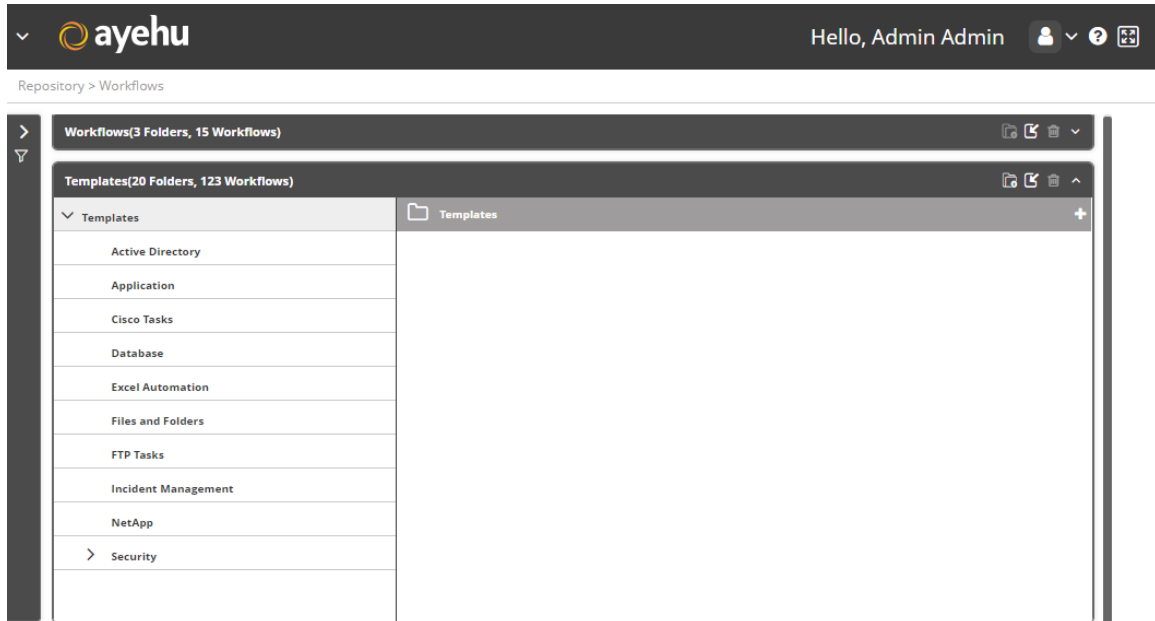 ayehu
Hello, Admin Admin
Repository > Workflows
Workflows(3 Folders, 15 Workflows)
Templates(20 Folders, 123 Workflows)
Templates
Templates
Active Directory
Application
Cisco Tasks
Database
Excel Automation
Files and Folders
FTP Tasks
Incident Management
NetApp
Security